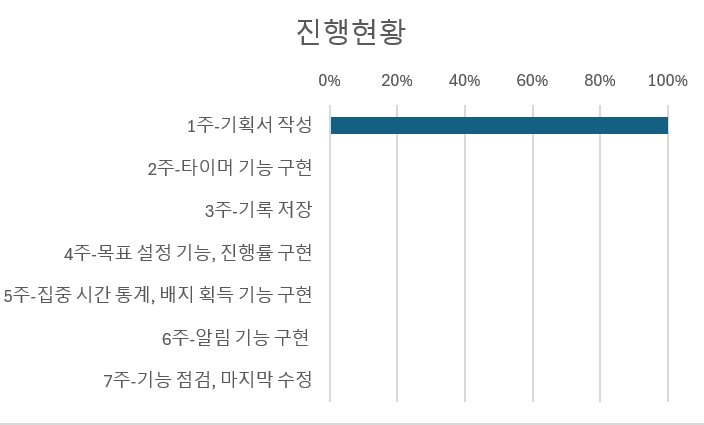 진행현황
0% 20% 40% 60% 80% 100%
1주-기획서 작성
2주-타이머 기능 구현
3주-기록 저장
4주-목표 설정 기능, 진행률 구현
5주-집중 시간 통계, 배지 획득 기능 구현
6주-알림 기능 구현
7주-기능 점검, 마지막 수정